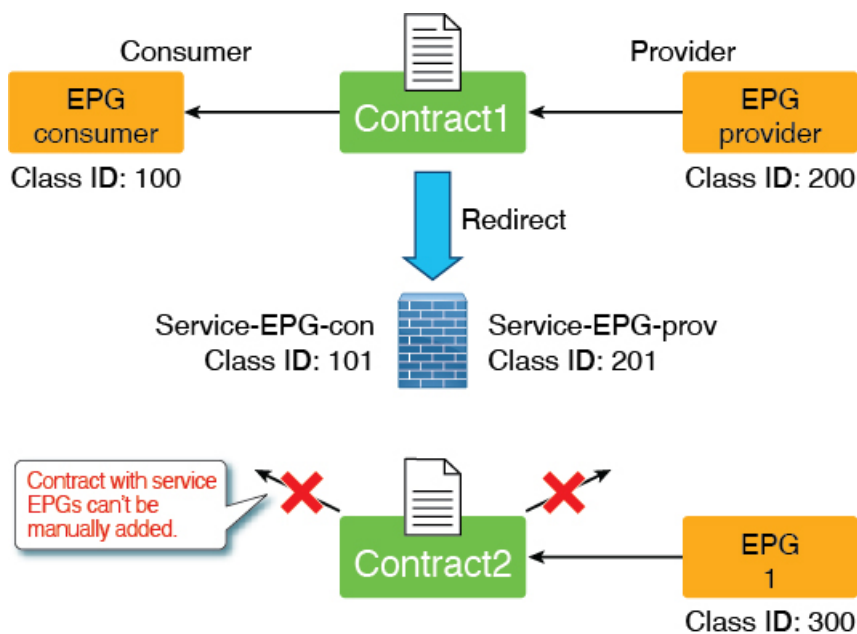 Consumer
Provider
EPG
consumer
Contract1
EPG
provider
Class ID: 100
Class ID: 200
Redirect
Service-EPG-con
Class ID: 101
Service-EPG-prov
Class ID: 201
Contract with service
EPGs can't be
manually added.
Contract2
EPG
1
Class ID: 300